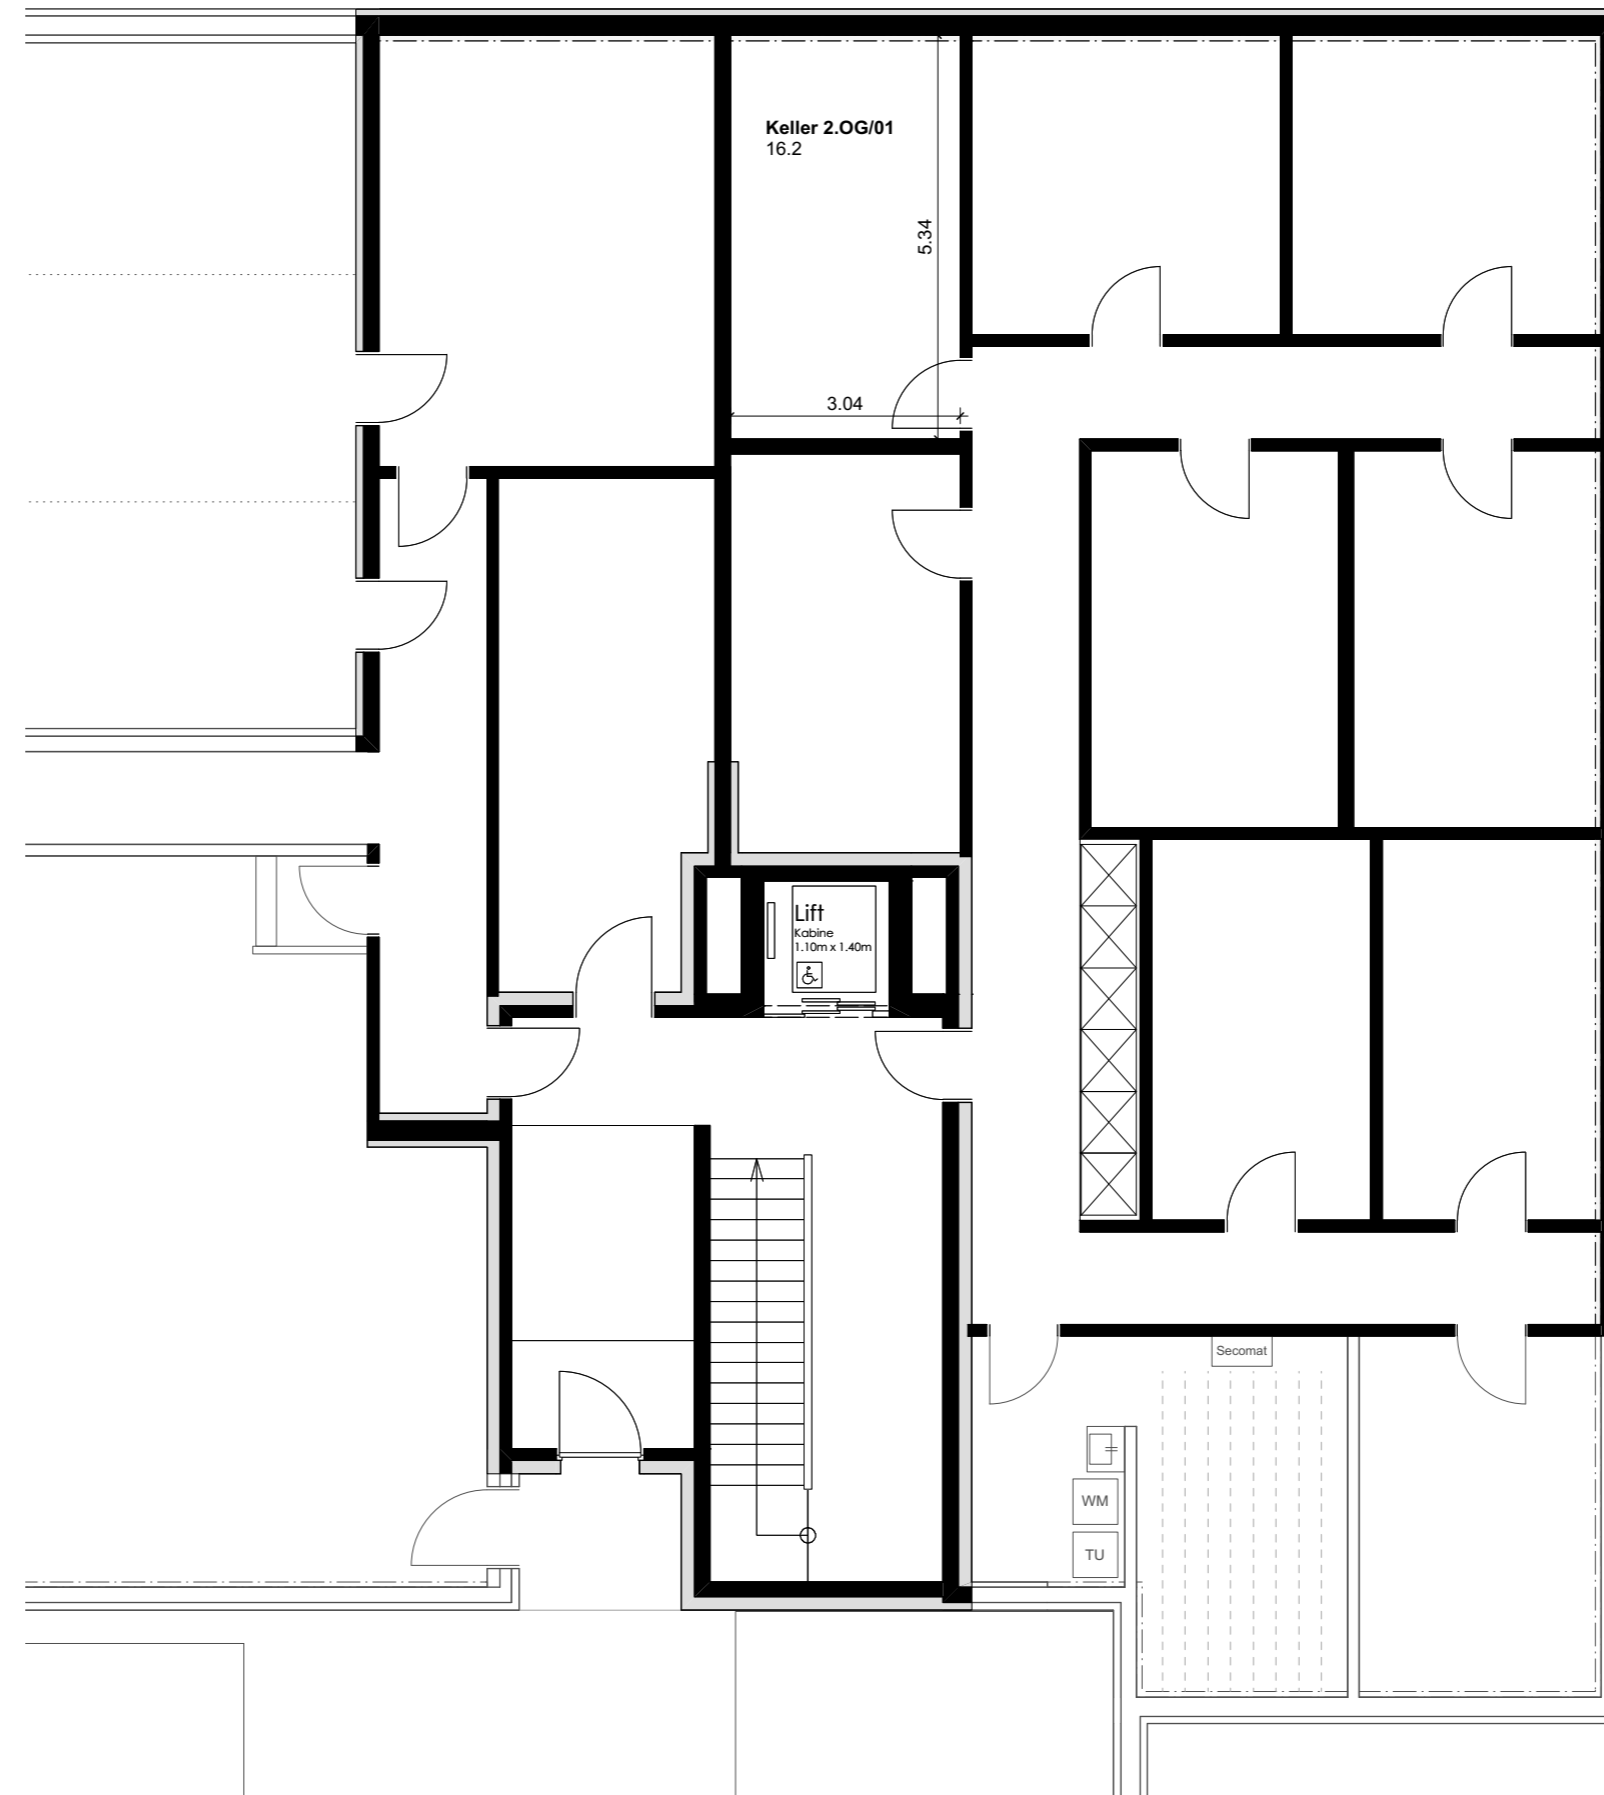 Keller 2.OG/01
16.2
5.34
3.04
Lift
Kabine
1.10m x 1.40m
Secomat
WM
TU